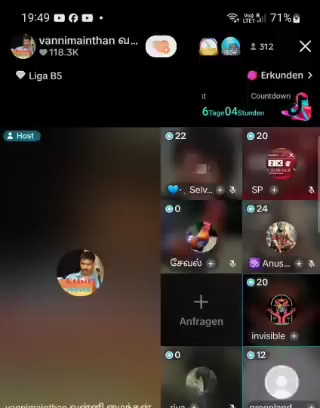 19:49
71%
vannimainthan வ...
118.3K
312
Liga B5
Erkunden
Countdown
6Tage04Stunden
Host
22
20
Selv...
SP
0
24
சேவல்
Anus...
20
Anfragen
invisible
0
12